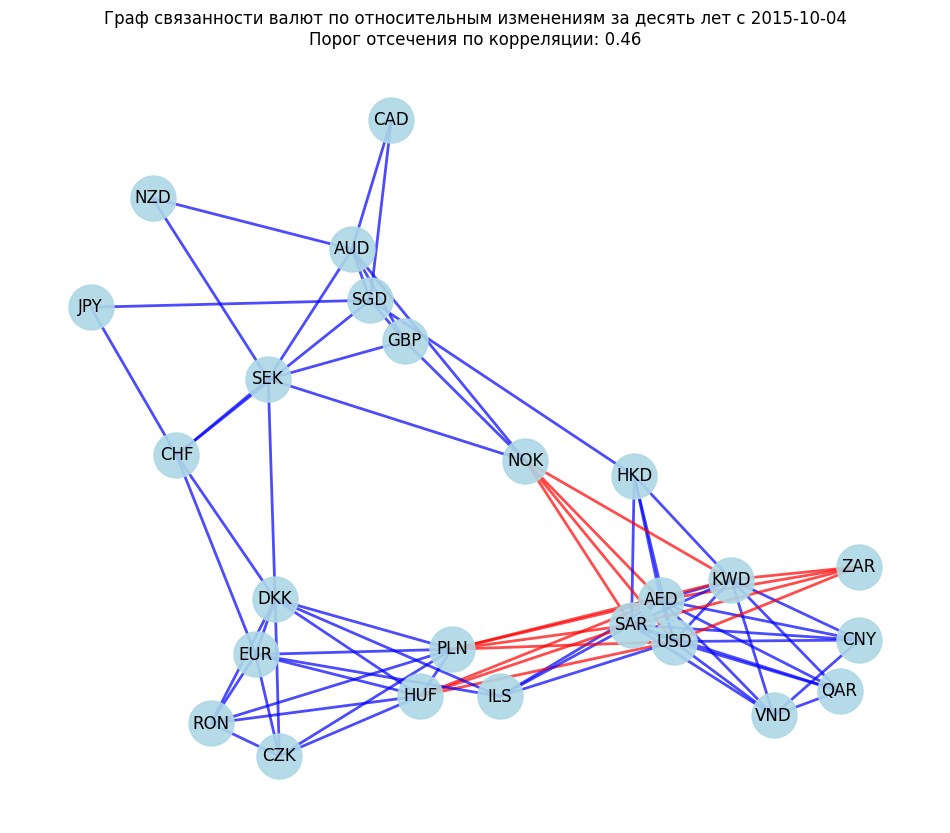 Граф связанности валют по относительным изменениям за десять лет с 2015-10-04
Порог отсечения по корреляции: 0.46
CAD
NZD
AUD
SGD
JPY
GBP
SEK
CHF
NOK
HKD
ZAR
KWD
DKK
AED
SAR
CNY
USD
PLN
EUR
QAR
HUF
ILS
VND
RON
CZK